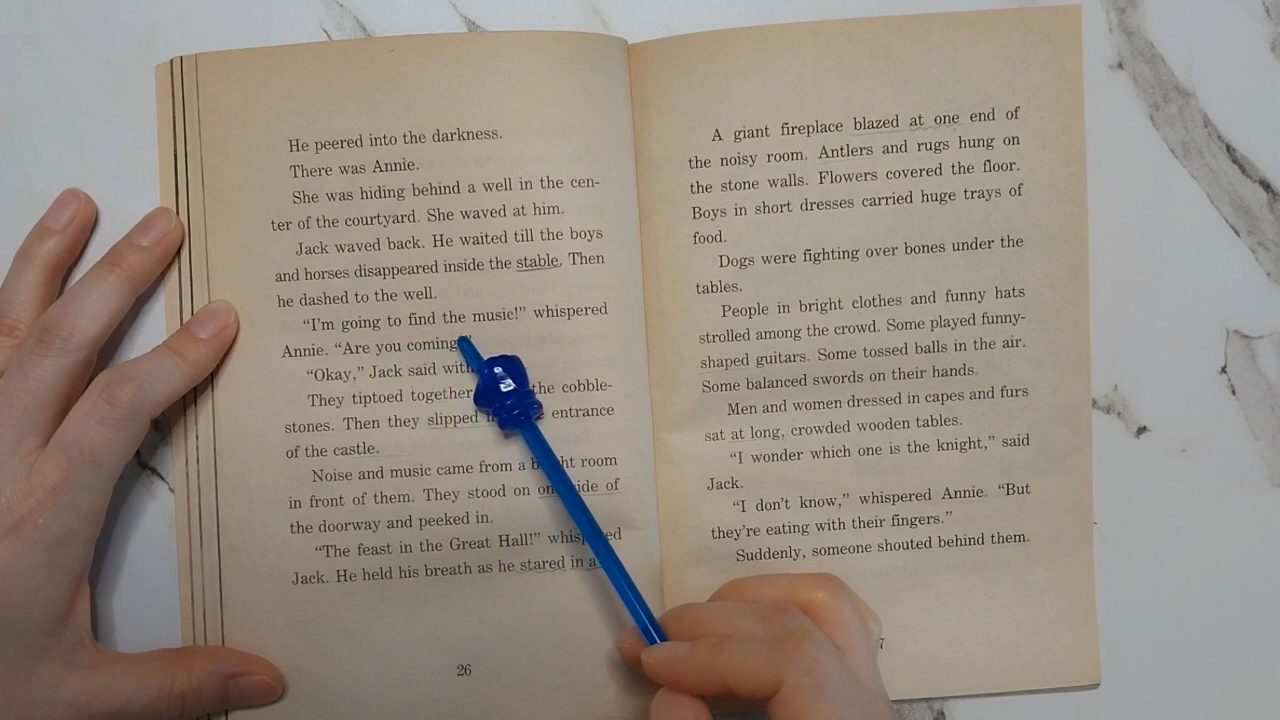 He peered into the darkness.
There was Annie.
She was hiding behind a well in the cen-
ter of the courtyard. She waved at him.
Jack waved back. He waited till the boys
and horses disappeared inside the stable. Then
he dashed to the well.
“I'm going to find the music!” whispered
Annie. “Are you coming
“Okay,” Jack said with
They tiptoed together the cobble-
stones. Then they slipped entrance
of the castle.
Noise and music came from a room
in front of them. They stood on of
the doorway and peeked in.
“The feast in the Great Hall!”
Jack. He held his breath as he stared in
26
A giant fireplace blazed at one end of
the noisy room. Antlers and rugs hung on
the stone walls. Flowers covered the floor.
Boys in short dresses carried huge trays of
food.
Dogs were fighting over bones under the
tables.
People in bright clothes and funny hats
strolled among the crowd. Some played funny-
shaped guitars. Some tossed balls in the air.
Some balanced swords on their hands.
Men and women dressed in capes and furs
sat at long, crowded wooden tables.
“I wonder which one is the knight,” said
Jack.
“I don't know,” whispered Annie. “But
they're eating with their fingers.”
Suddenly, someone shouted behind them.
7